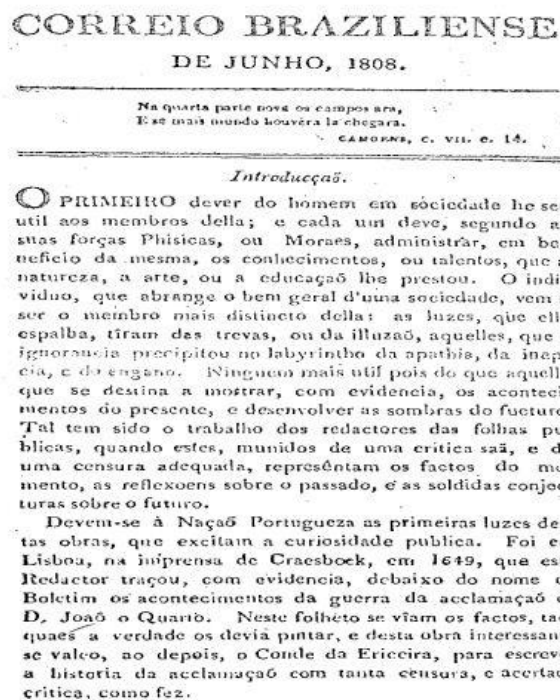 CORREIO BRAZILIENSE
DE JUNHO, 1808.
Na quarta parte nova os campos ara,
E se mais mundo houvéra la chegara.
CAMOENS, c. VII. e. 14.
Introducçaõ.
O PRIMEIRO dever do homem em sociedade he se
util aos membros della; e cada um deve, segundo a
suas forças Phisicas, ou Moraes, administrar, em be
neficio da mesma, os conhecimentos, ou talentos, que
natureza, a arte, ou a educaçaõ lhe prestou. O indi
viduo, que abrange o bem geral d'uma sociedade, vem
ser o membro mais distincto della: as luzes, que ell
espalha, tiram das trevas, ou da illuzaõ, aquelles, que
ignorancia precipitou no labyrintho da apathia, da inep
cia, e do engano. Ninguem mais util pois do que aquell
que se destina a mostrar, com evidencia, os acontec
mentos do presente, e desenvolver as sombras do fucturo
Tal tem sido o trabalho dos redactores das folhas pu
blicas, quando estes, munidos de uma critica saã, e d
uma censura adequada, represêntam os factos do mo
mento, as reflexoens sobre o passado, e as soldidas conjec
turas sobre o futuro.
Devem-se à Naçaõ Portugueza as primeiras luzes des
tas obras, que excitam a curiosidade publica. Foi e
Lisboa, na imprensa de Craesbeck, em 1649, que es
Redactor traçou, com evidencia, debaixo do nome
Boletim os acontecimentos da guerra da acclamaçaõ
D. Joaõ o Quarto. Neste folhêto se viam os factos, ta
quaes a verdade os devia pintar, e desta obra interessan
se valeo, ao depois, o Conde da Ericeira, para escrev
a historia da acclamaçaõ com tanta censura, e acerta
critica, como fez.